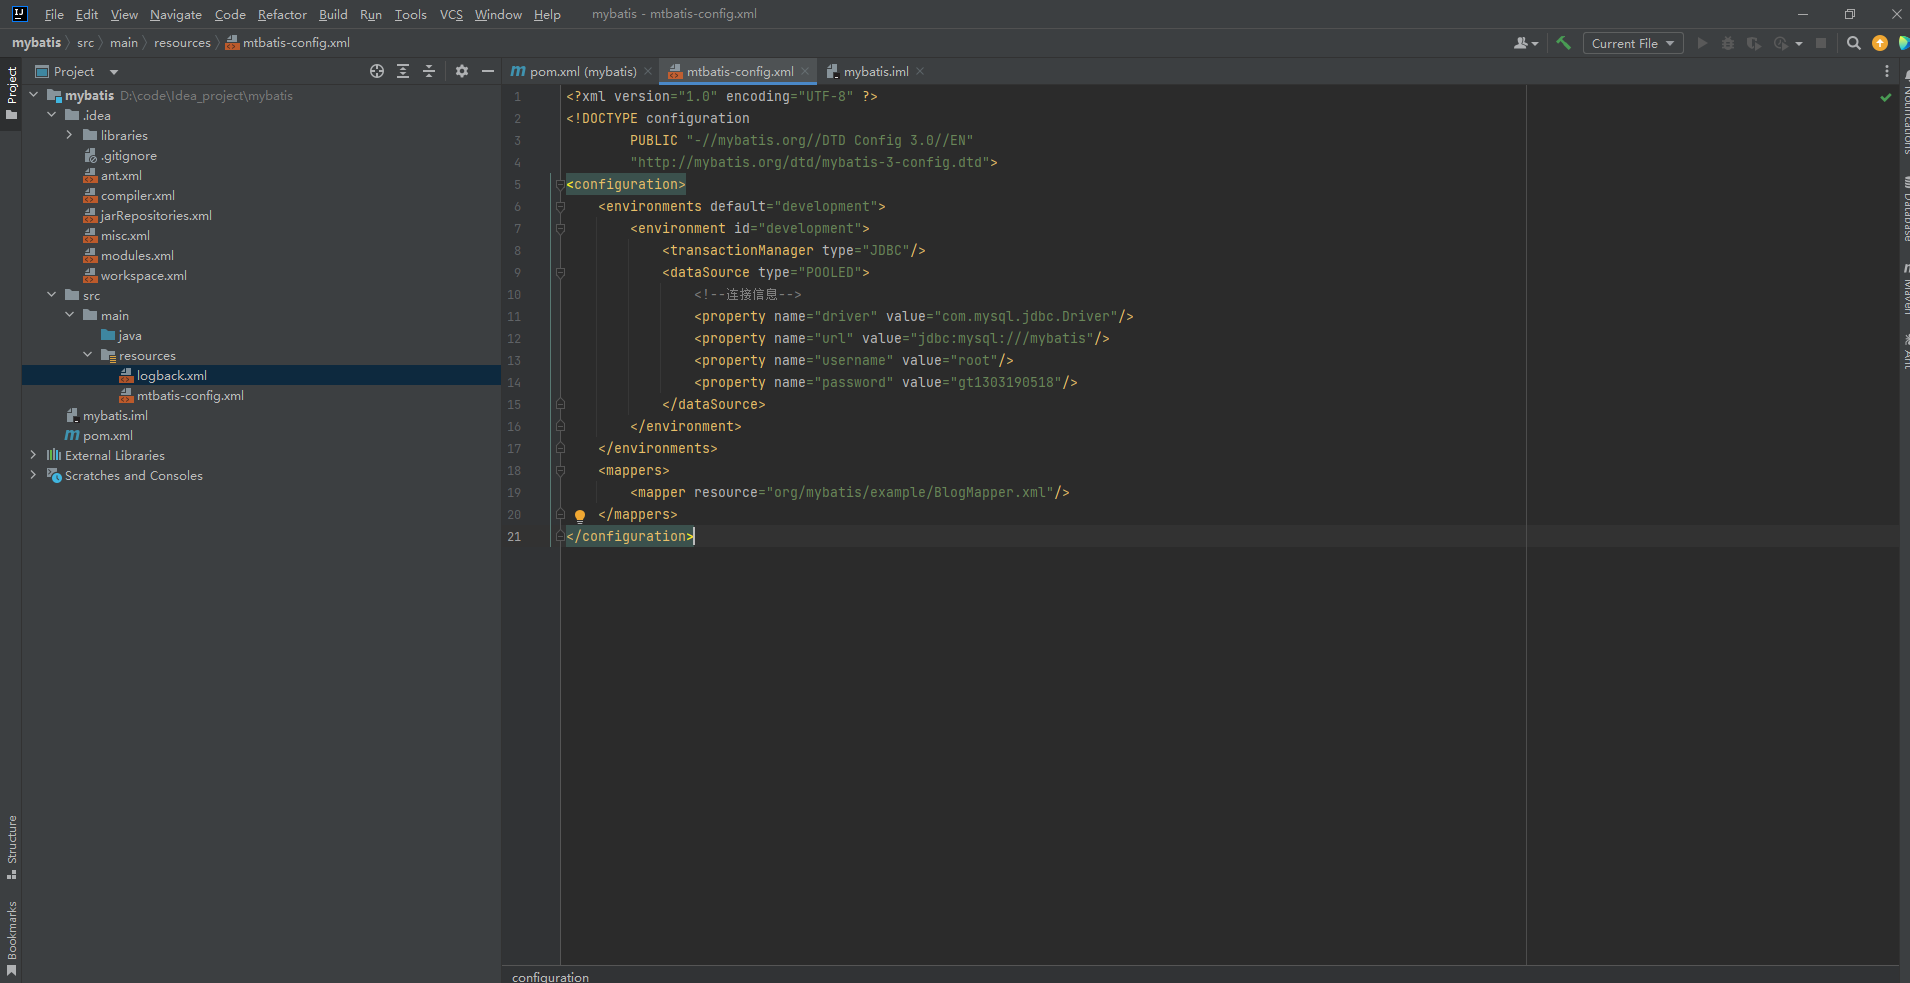 File Edit View Navigate Code Refactor Build Run Tools VCS Window Help mybatis - mtbatis-config.xml
mybatis src main resources mtbatis-config.xml
Current File
Project
pom.xml (mybatis)
mtbatis-config.xml
mybatis.iml
Project
mybatis D:\code\Idea_project\mybatis
.idea
libraries
.gitignore
ant.xml
compiler.xml
jarRepositories.xml
misc.xml
modules.xml
workspace.xml
src
main
java
resources
logback.xml
mtbatis-config.xml
mybatis.iml
pom.xml
External Libraries
Scratches and Consoles
Structure
Bookmarks
1 <?xml version="1.0" encoding="UTF-8" ?>
2 <!DOCTYPE configuration
3 PUBLIC "-//mybatis.org//DTD Config 3.0//EN"
4 "http://mybatis.org/dtd/mybatis-3-config.dtd">
5 <configuration>
6 <environments default="development">
7 <environment id="development">
8 <transactionManager type="JDBC"/>
9 <dataSource type="POOLED">
10 <!--连接信息-->
11 <property name="driver" value="com.mysql.jdbc.Driver"/>
12 <property name="url" value="jdbc:mysql:///mybatis"/>
13 <property name="username" value="root"/>
14 <property name="password" value="gt1303190518"/>
15 </dataSource>
16 </environment>
17 </environments>
18 <mappers>
19 <mapper resource="org/mybatis/example/BlogMapper.xml"/>
20 </mappers>
21 </configuration>
Notifications
Database
Maven
Ant
configuration